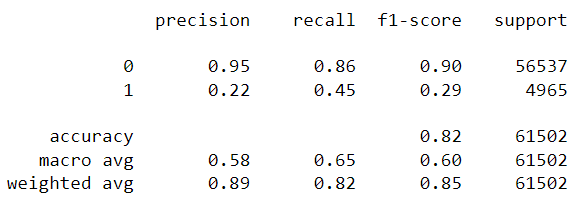 precision recall f1-score support
0 0.95 0.86 0.90 56537
1 0.22 0.45 0.29 4965
accuracy 0.82 61502
macro avg 0.58 0.65 0.60 61502
weighted avg 0.89 0.82 0.85 61502